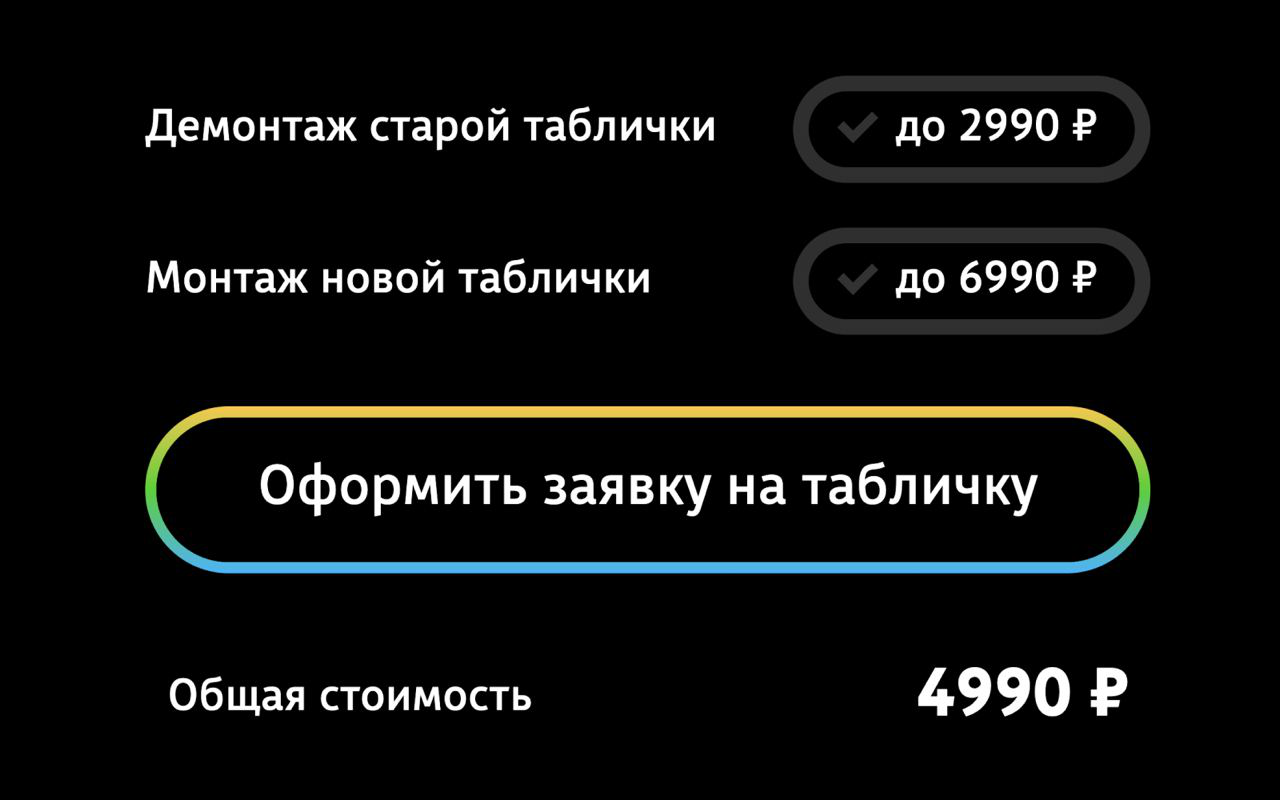 Демонтаж старой таблички
до 2990 ₽
Монтаж новой таблички
до 6990 ₽
Оформить заявку на табличку
Общая стоимость
4990 ₽